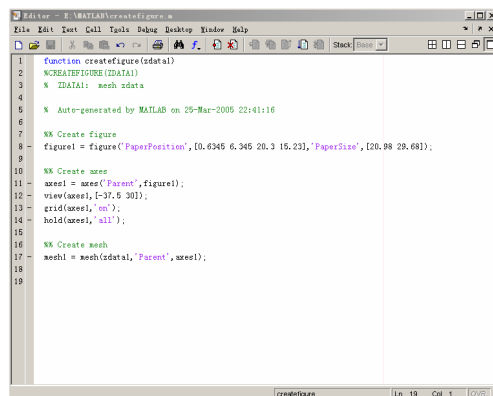 Editor - E:\MATLAB\createfigure.m
File Edit Text Cell Tools Debug Desktop Window Help
Stack: Base
1 function createfigure(zdata1)
2 %CREATEFIGURE(ZDATA1)
3 % ZDATA1: mesh zdata
4
5 % Auto-generated by MATLAB on 25-Mar-2005 22:41:16
6
7 %% Create figure
8 - figure1 = figure('PaperPosition',[0.6345 6.345 20.3 15.23],'PaperSize',[20.98 29.68]);
9
10 %% Create axes
11 - axes1 = axes('Parent',figure1);
12 - view(axes1,[-37.5 30]);
13 - grid(axes1,'on');
14 - hold(axes1,'all');
15
16 %% Create mesh
17 - mesh1 = mesh(zdata1,'Parent',axes1);
18
19
createfigure Ln 19 Col 1 OVR